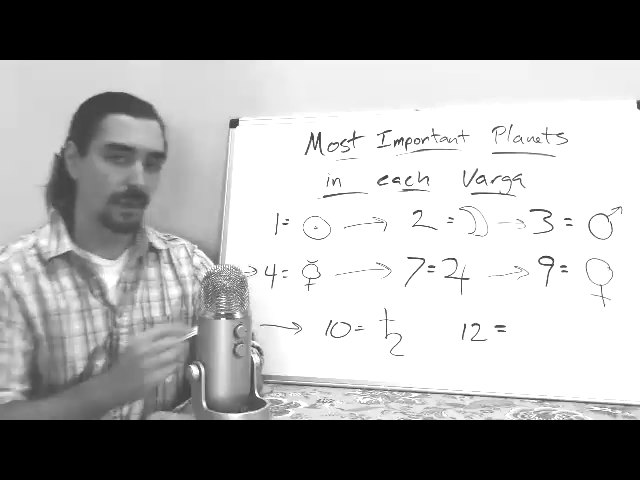 Most Important Planets
in each Varga
1 = ☉ → 2 = ☽ → 3 = ♂
→ 4 = ☿ → 7 = ♃ → 9 = ♀
→ 10 = ♄ 12 =